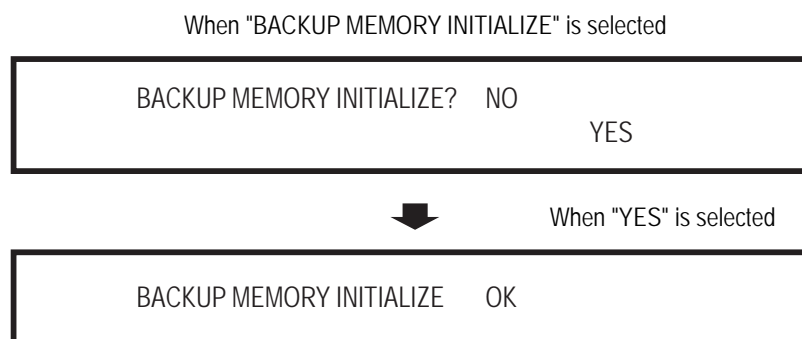 When "BACKUP MEMORY INITIALIZE" is selected
BACKUP MEMORY INITIALIZE? NO
YES
When "YES" is selected
BACKUP MEMORY INITIALIZE OK